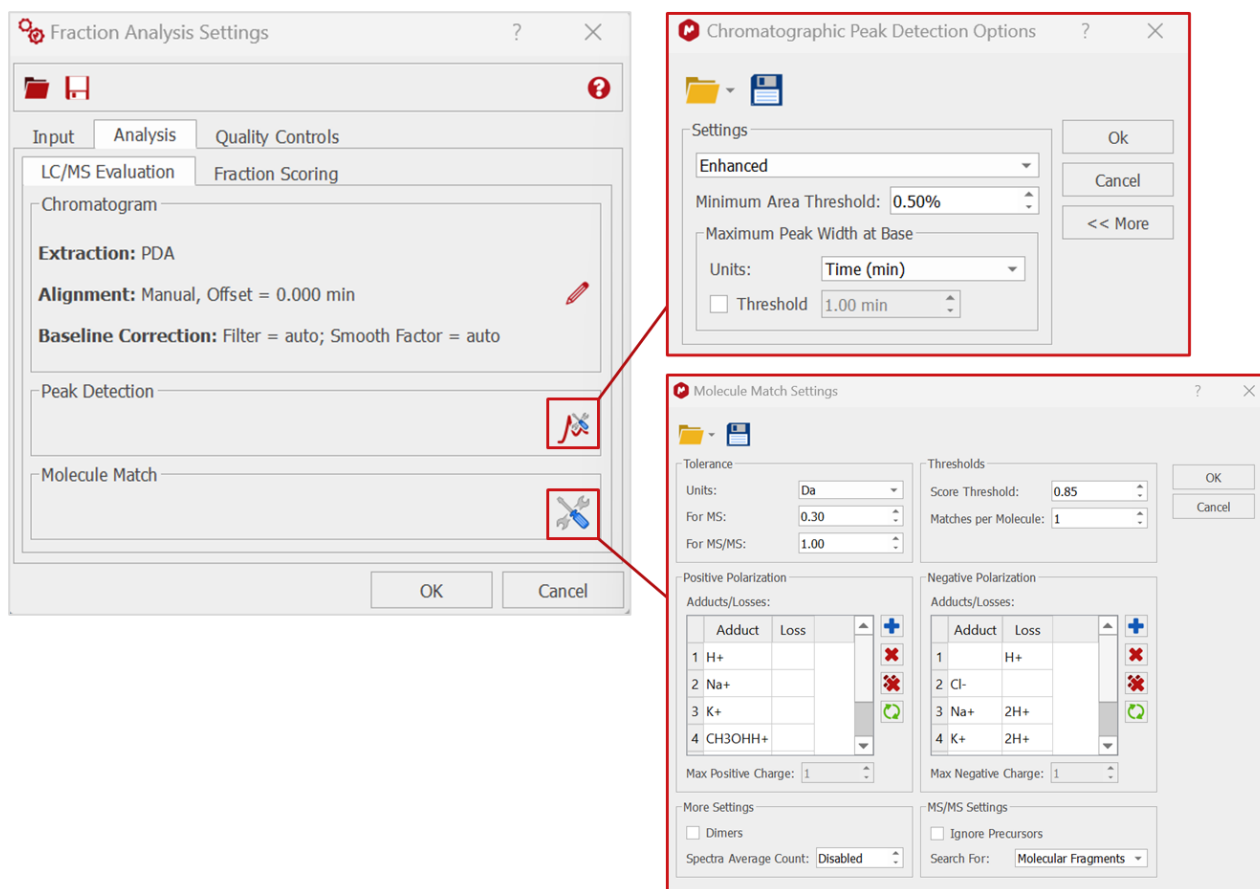 Fraction Analysis Settings
?
Input Analysis Quality Controls
LC/MS Evaluation Fraction Scoring
Chromatogram
Extraction: PDA
Alignment: Manual, Offset = 0.000 min
Baseline Correction: Filter = auto; Smooth Factor = auto
Peak Detection
Molecule Match
OK Cancel
Chromatographic Peak Detection Options
?
Settings
Enhanced
Minimum Area Threshold: 0.50%
Maximum Peak Width at Base
Units: Time (min)
Threshold 1.00 min
Ok
Cancel
<< More
Molecule Match Settings
?
Tolerance
Units: Da
For MS: 0.30
For MS/MS: 1.00
Thresholds
Score Threshold: 0.85
Matches per Molecule: 1
OK
Cancel
Positive Polarization
Adducts/Losses:
Adduct Loss
1 H+
2 Na+
3 K+
4 CH3OHH+
Max Positive Charge: 1
Negative Polarization
Adducts/Losses:
Adduct Loss
1 H+
2 Cl-
3 Na+ 2H+
4 K+ 2H+
Max Negative Charge: 1
More Settings
Dimers
Spectra Average Count: Disabled
MS/MS Settings
Ignore Precursors
Search For: Molecular Fragments